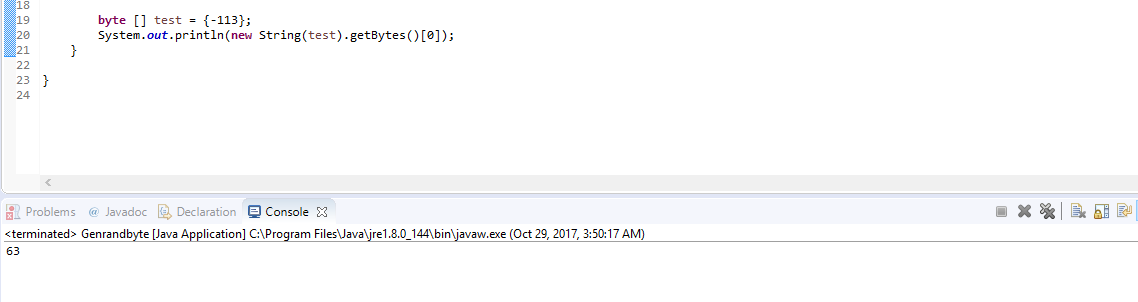 18
19 byte [] test = {-113};
20 System.out.println(new String(test).getBytes()[0]);
21 }
22
23 }
24
Problems @ Javadoc Declaration Console
<terminated> Genrandbyte [Java Application] C:\Program Files\Java\jre1.8.0_144\bin\javaw.exe (Oct 29, 2017, 3:50:17 AM)
63